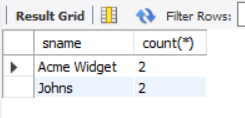 Result Grid Filter Rows:
sname count(*)
Acme Widget 2
Johns 2